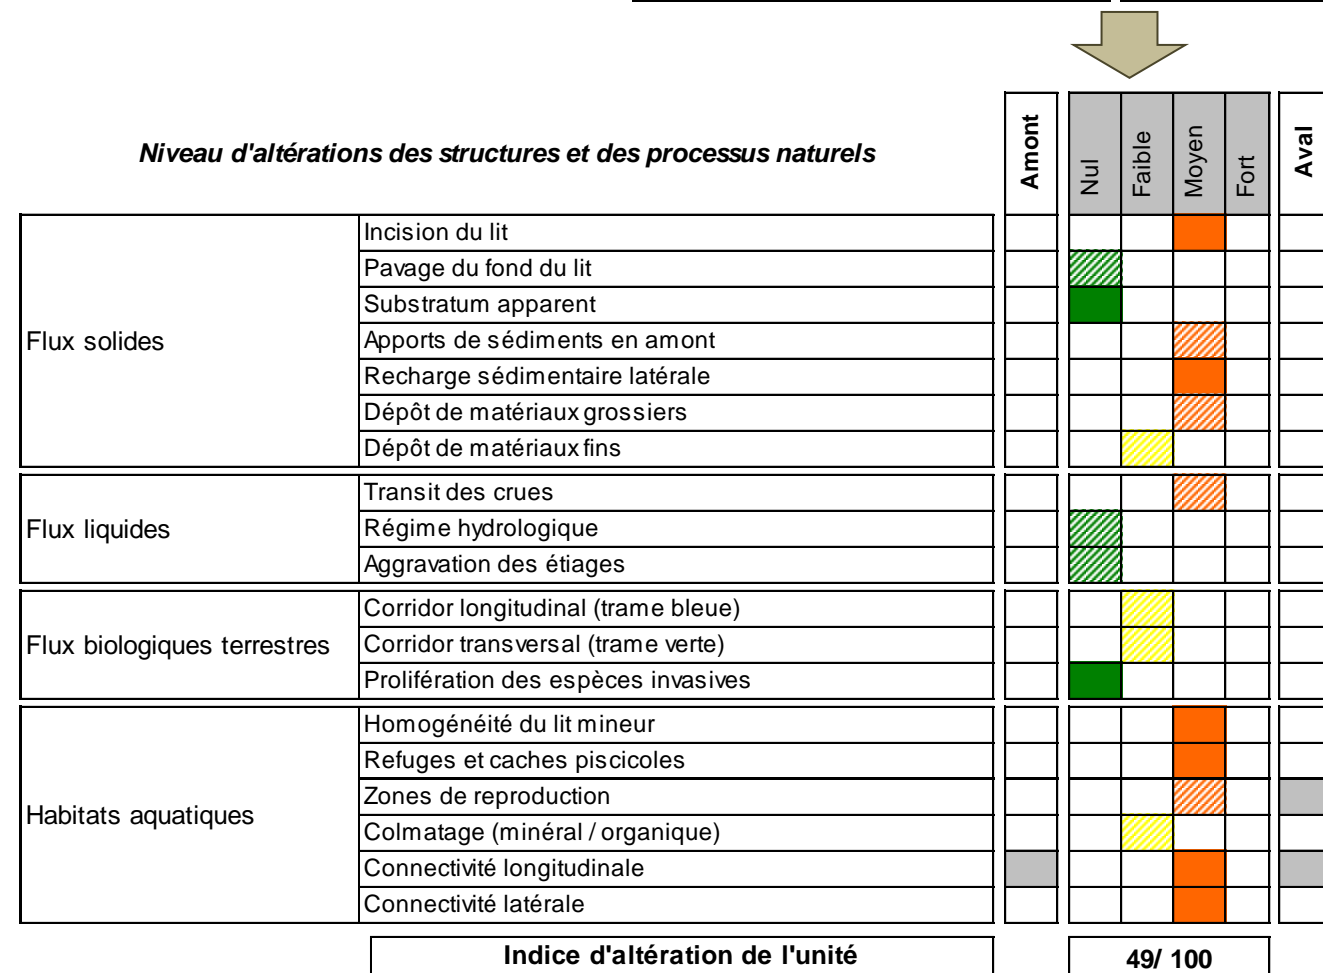 Niveau d'altérations des structures et des processus naturels
Amont
Nul
Faible
Moyen
Fort
Aval
Flux solides
Incision du lit
Pavage du fond du lit
Substratum apparent
Apports de sédiments en amont
Recharge sédimentaire latérale
Dépôt de matériaux grossiers
Dépôt de matériaux fins
Flux liquides
Transit des crues
Régime hydrologique
Aggravation des étiages
Flux biologiques terrestres
Corridor longitudinal (trame bleue)
Corridor transversal (trame verte)
Prolifération des espèces invasives
Habitats aquatiques
Homogénéité du lit mineur
Refuges et caches piscicoles
Zones de reproduction
Colmatage (minéral / organique)
Connectivité longitudinale
Connectivité latérale
Indice d'altération de l'unité
49/ 100